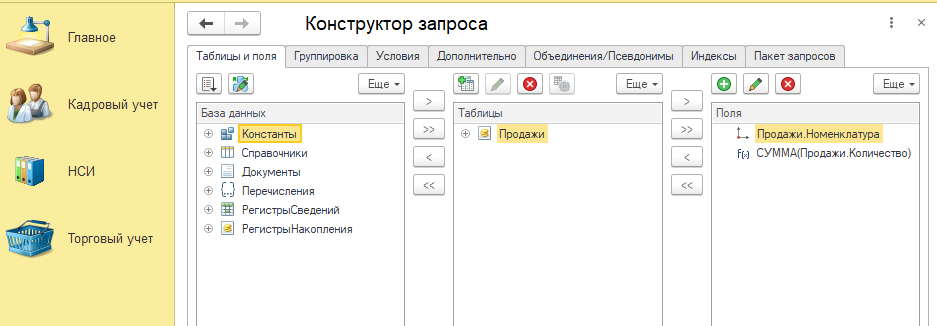 Главное
Кадровый учет
НСИ
Торговый учет
Конструктор запроса
Таблицы и поля Группировка Условия Дополнительно Объединения/Псевдонимы Индексы Пакет запросов
Еще Еще Еще
База данных
Константы
Справочники
Документы
Перечисления
РегистрыСведений
РегистрыНакопления
>
>>
<
<<
Таблицы
Продажи
>
>>
<
<<
Поля
Продажи.Номенклатура
f(x) СУММА(Продажи.Количество)